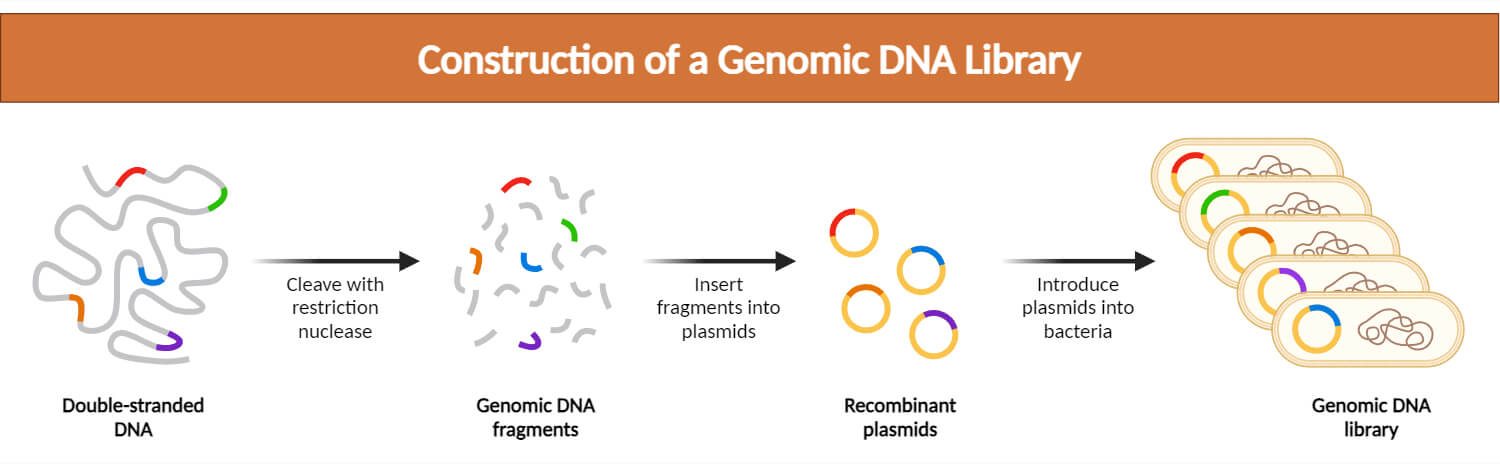 Construction of a Genomic DNA Library
Cleave with
restriction
nuclease
Insert
fragments into
plasmids
Introduce
plasmids into
bacteria
Double-stranded
DNA
Genomic DNA
fragments
Recombinant
plasmids
Genomic DNA
library